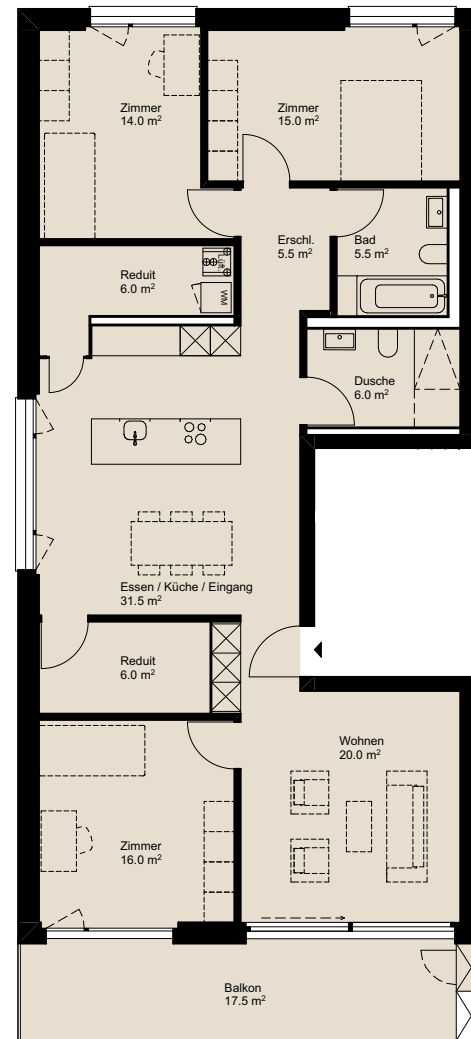 Zimmer
14.0 m²
Zimmer
15.0 m²
Erschl.
5.5 m²
Bad
5.5 m²
Reduit
6.0 m²
Lüft.
WM
Dusche
6.0 m²
Essen / Küche / Eingang
31.5 m²
Reduit
6.0 m²
Wohnen
20.0 m²
Zimmer
16.0 m²
Balkon
17.5 m²